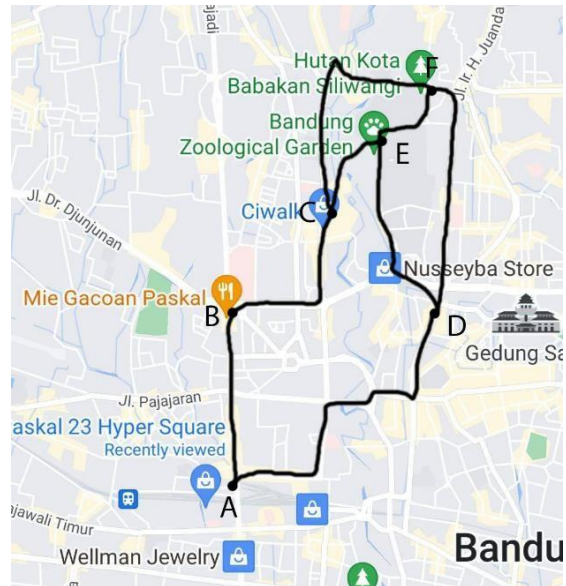 Hutan Kota
Babakan Siliwangi
F
Jl. Ir. H. Juanda
Bandung
Zoological Garden
E
Ciwalk
C
Jl. Dr. Djunjunan
Nusseyba Store
Mie Gacoan Paskal
B
D
Gedung Sa
Jl. Pajajaran
askal 23 Hyper Square
Recently viewed
A
ajawali Timur
Wellman Jewelry
Bandu